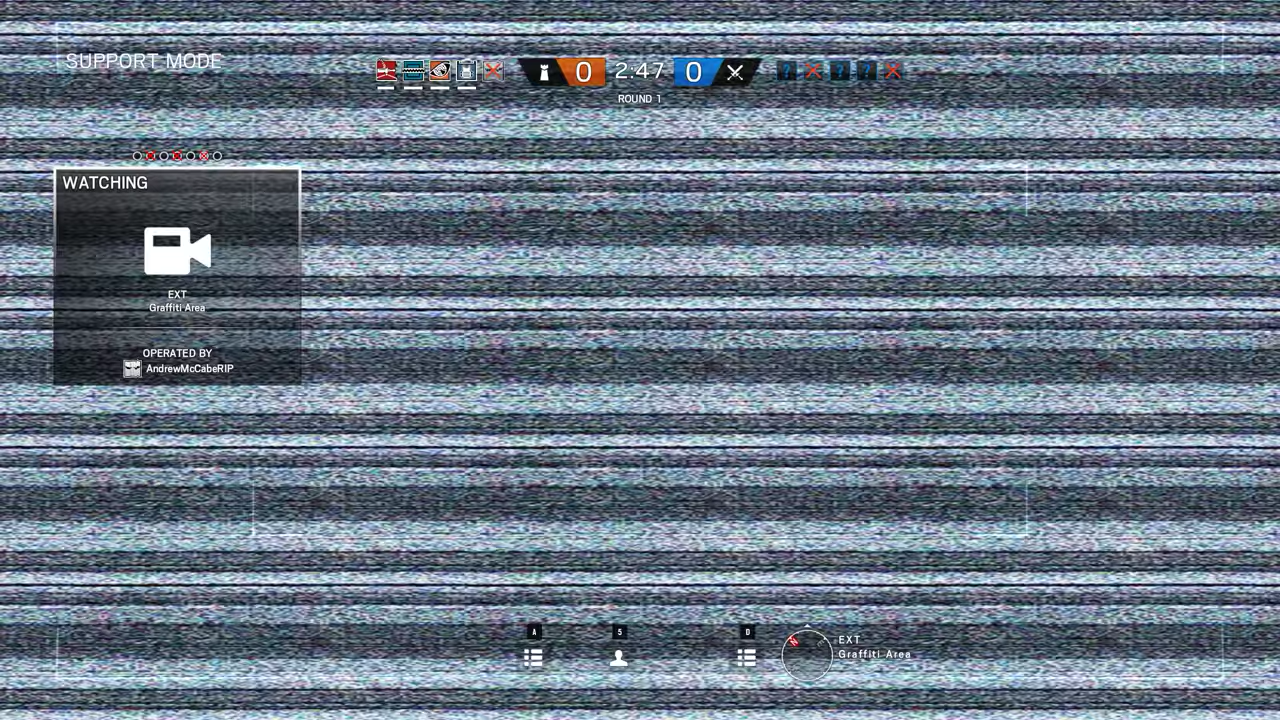 SUPPORT MODE
0 2:47 0
ROUND 1
WATCHING
EXT
Graffiti Area
OPERATED BY
AndrewMcCabeRIP
A 5 D
N
EXT
Graffiti Area